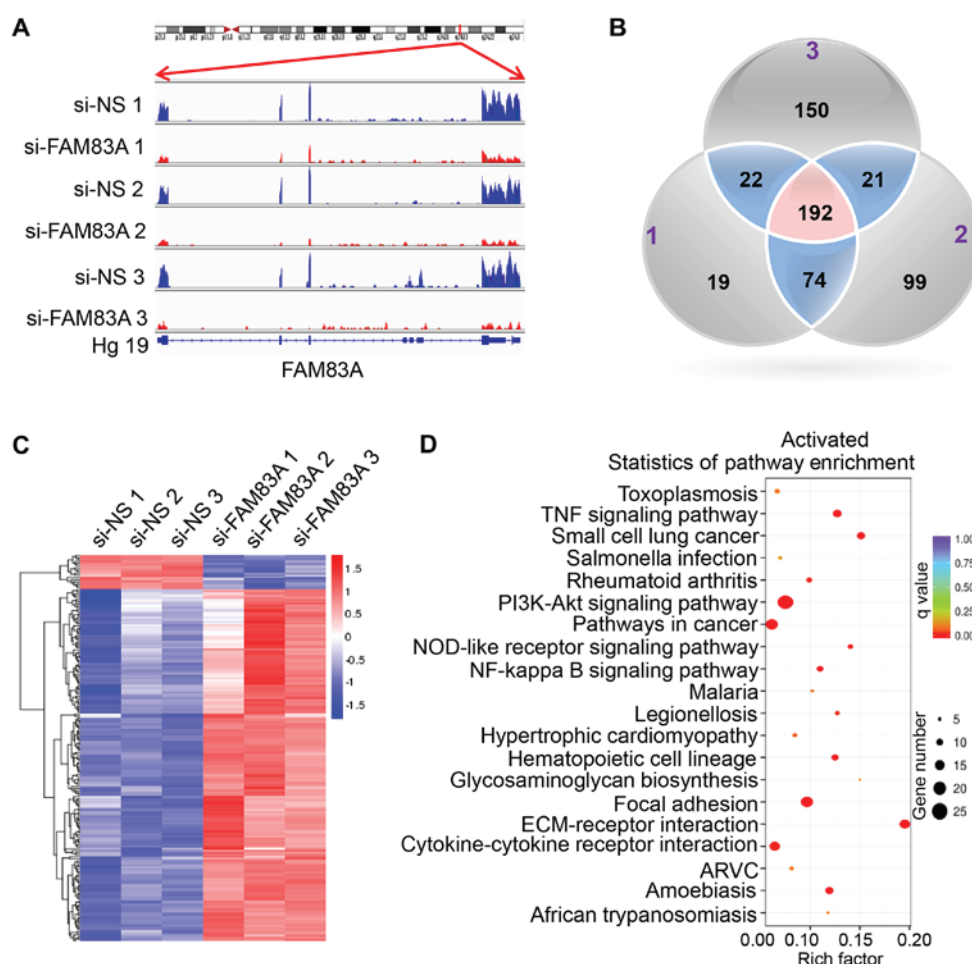 A
si-NS 1
si-FAM83A 1
si-NS 2
si-FAM83A 2
si-NS 3
si-FAM83A 3
Hg 19
FAM83A
B
3
150
22
21
192
1
2
19
74
99
C
si-NS 1
si-NS 2
si-NS 3
si-FAM83A 1
si-FAM83A 2
si-FAM83A 3
1.5
1
0.5
0
-0.5
-1
-1.5
D
Activated
Statistics of pathway enrichment
Toxoplasmosis
TNF signaling pathway
Small cell lung cancer
Salmonella infection
Rheumatoid arthritis
PI3K-Akt signaling pathway
Pathways in cancer
NOD-like receptor signaling pathway
NF-kappa B signaling pathway
Malaria
Legionellosis
Hypertrophic cardiomyopathy
Hematopoietic cell lineage
Glycosaminoglycan biosynthesis
Focal adhesion
ECM-receptor interaction
Cytokine-cytokine receptor interaction
ARVC
Amoebiasis
African trypanosomiasis
0.00 0.10 0.15 0.20
Rich factor
q value
1.00
0.75
0.50
0.25
0.00
Gene number
5
10
15
20
25